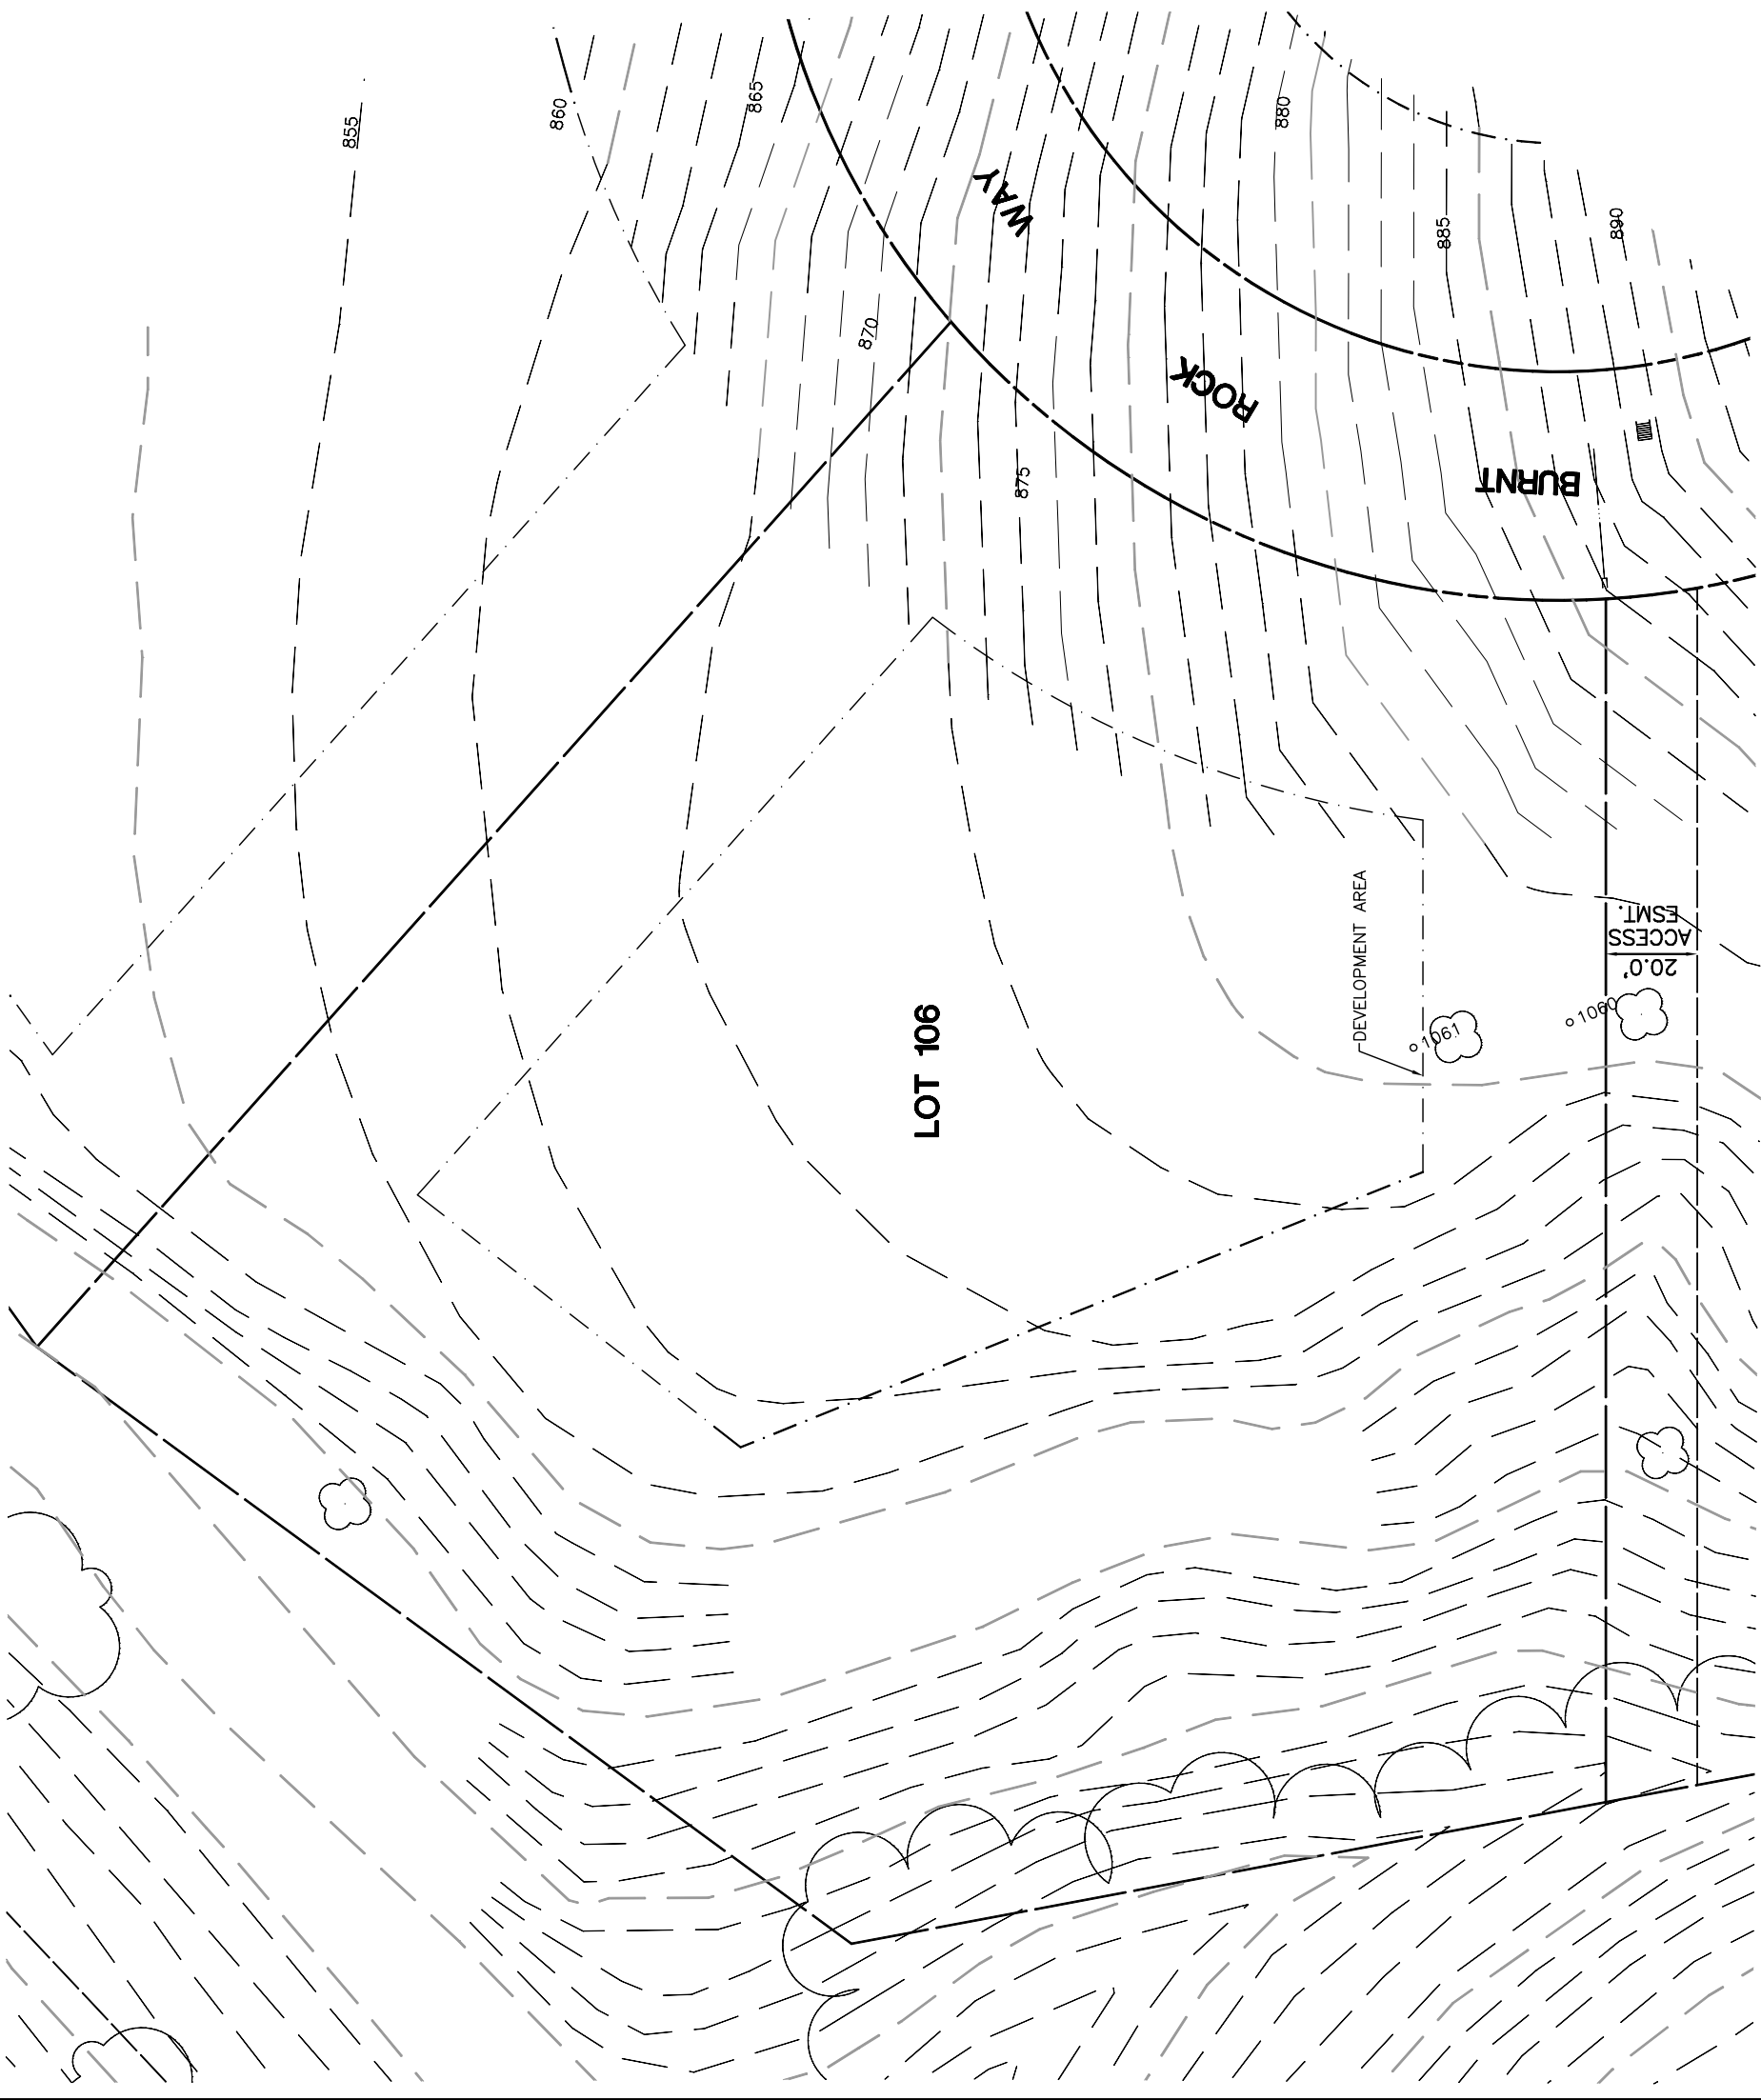 855
860
865
880
885
890
870
875
BURNT
ROCK
WAY
LOT 106
DEVELOPMENT AREA
1061
1060
20.0'
ACCESS
ESMT.